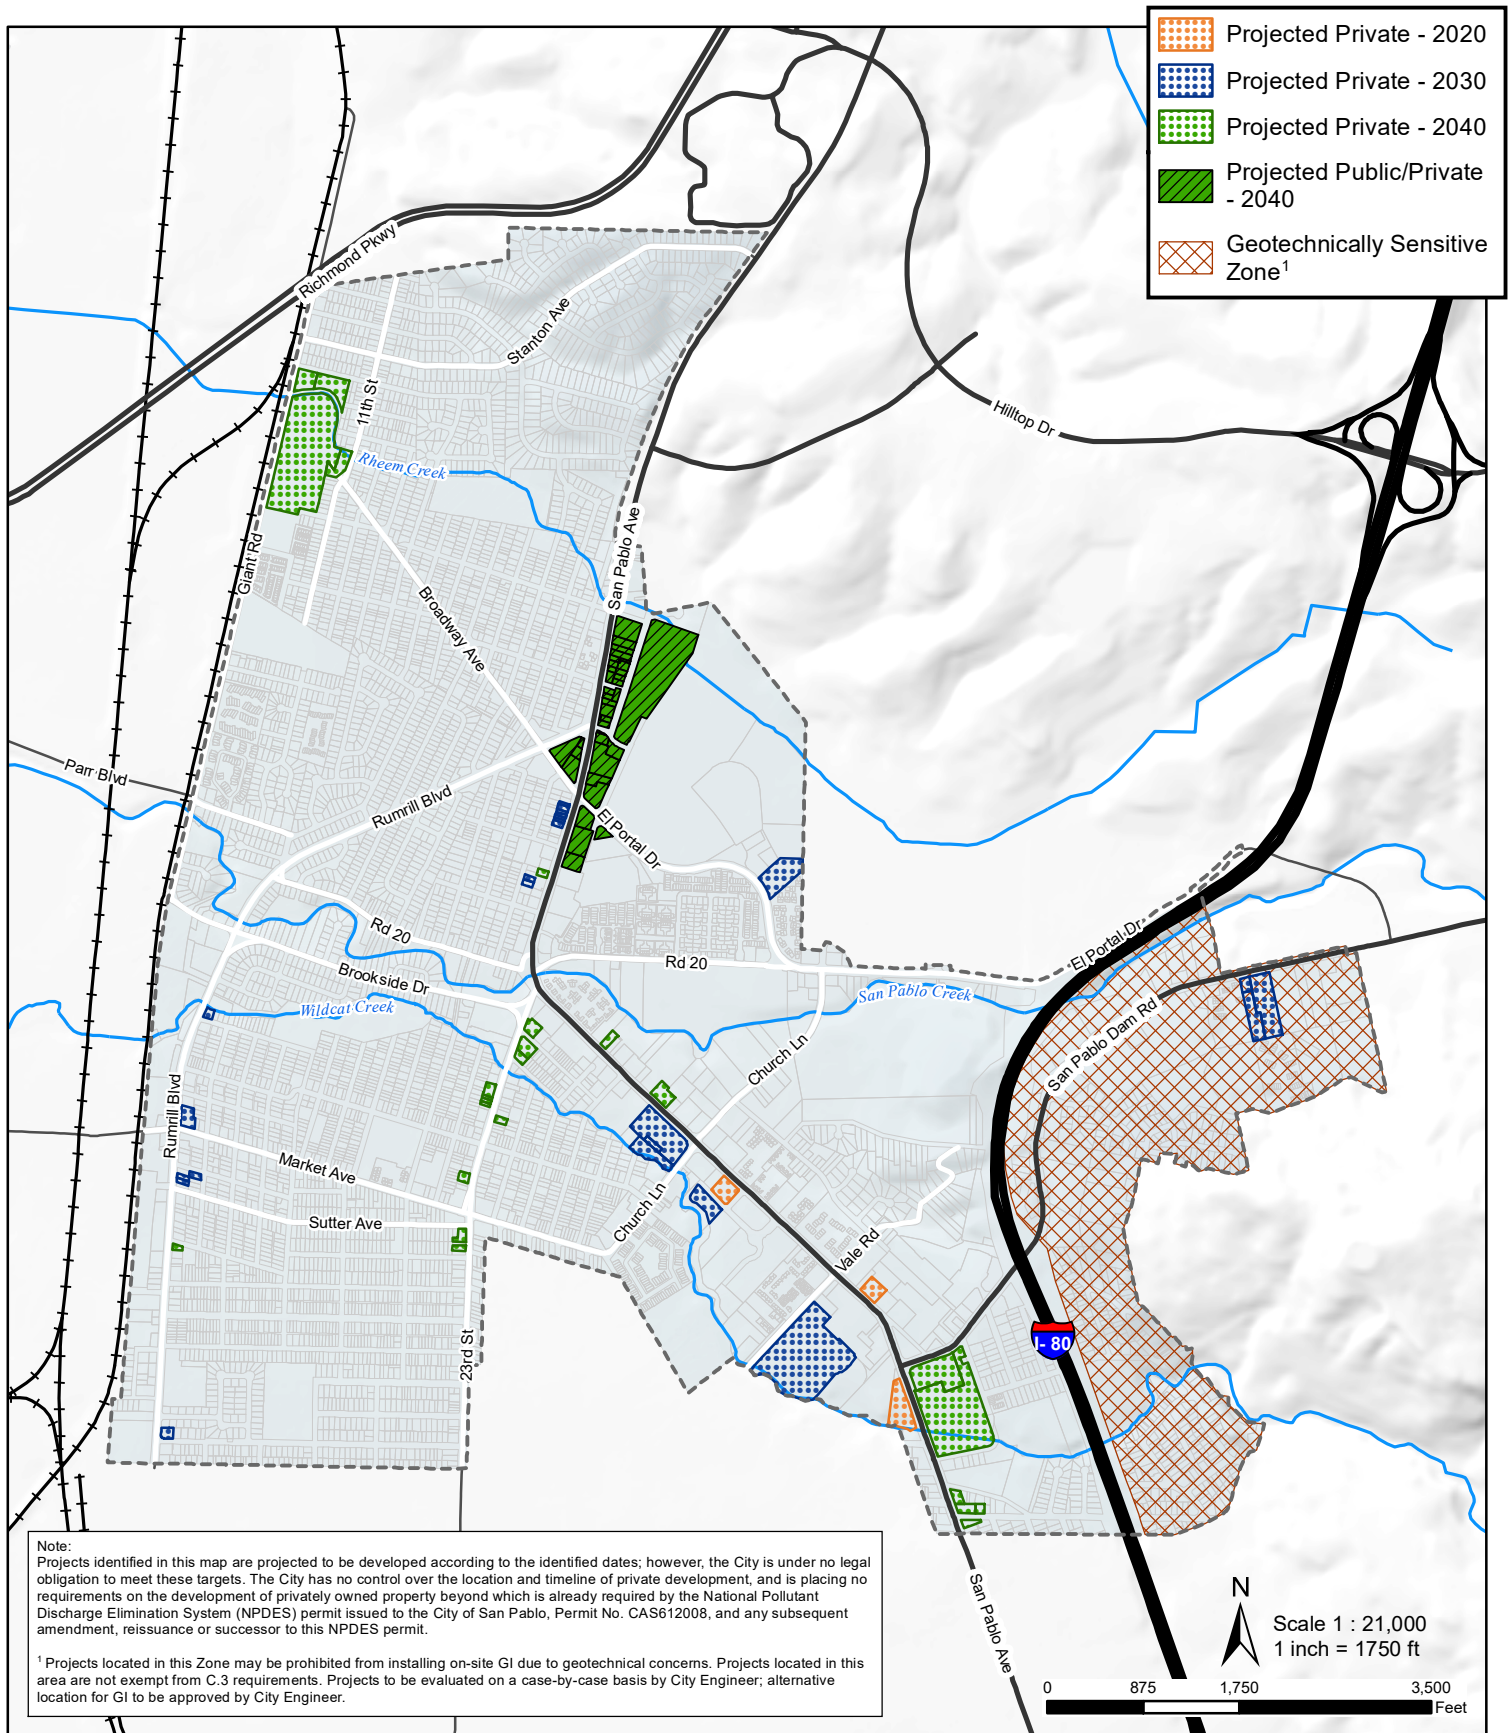 Projected Private - 2020
Projected Private - 2030
Projected Private - 2040
Projected Public/Private
- 2040
Geotechnically Sensitive
Zone¹
Richmond Pkwy
Stanton Ave
11th St
Hilltop Dr
Rheem Creek
San Pablo Ave
Giant Rd
Broadway Ave
Parr Blvd
Rumrill Blvd
El Portal Dr
Rd 20
El Portal Dr
Rd 20
Brookside Dr
San Pablo Creek
Wildcat Creek
San Pablo Dam Rd
Church Ln
Rumrill Blvd
Market Ave
Church Ln
Sutter Ave
Vale Rd
I- 80
23rd St
San Pablo Ave
Note:
Projects identified in this map are projected to be developed according to the identified dates; however, the City is under no legal
obligation to meet these targets. The City has no control over the location and timeline of private development, and is placing no
requirements on the development of privately owned property beyond which is already required by the National Pollutant
Discharge Elimination System (NPDES) permit issued to the City of San Pablo, Permit No. CAS612008, and any subsequent
amendment, reissuance or successor to this NPDES permit.
¹ Projects located in this Zone may be prohibited from installing on-site GI due to geotechnical concerns. Projects located in this
area are not exempt from C.3 requirements. Projects to be evaluated on a case-by-case basis by City Engineer; alternative
location for GI to be approved by City Engineer.
N
Scale 1 : 21,000
1 inch = 1750 ft
0 875 1,750 3,500
Feet